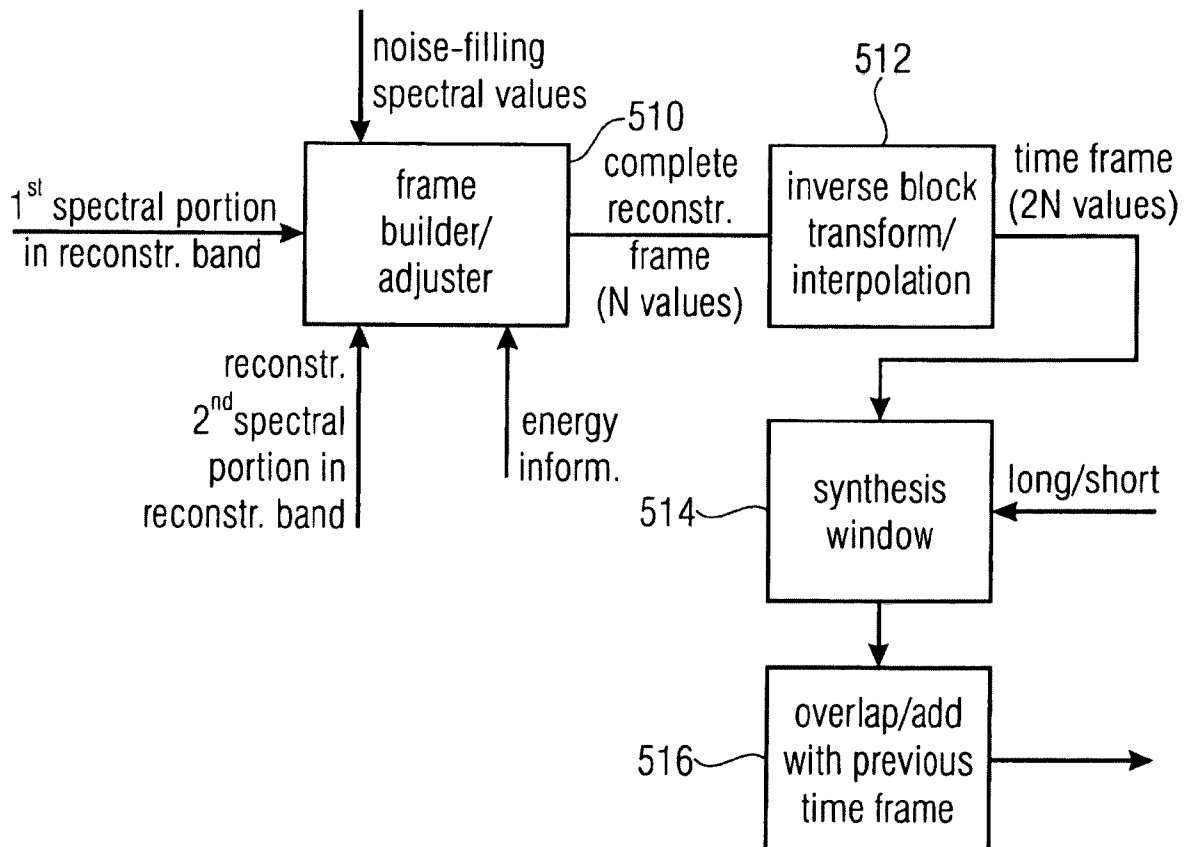 noise-filling
spectral values
510
512
1st spectral portion
in reconstr. band
frame
builder/
adjuster
complete
reconstr.
frame
(N values)
inverse block
transform/
interpolation
time frame
(2N values)
reconstr.
2nd spectral
portion in
reconstr. band
energy
inform.
514
synthesis
window
long/short
516
overlap/add
with previous
time frame